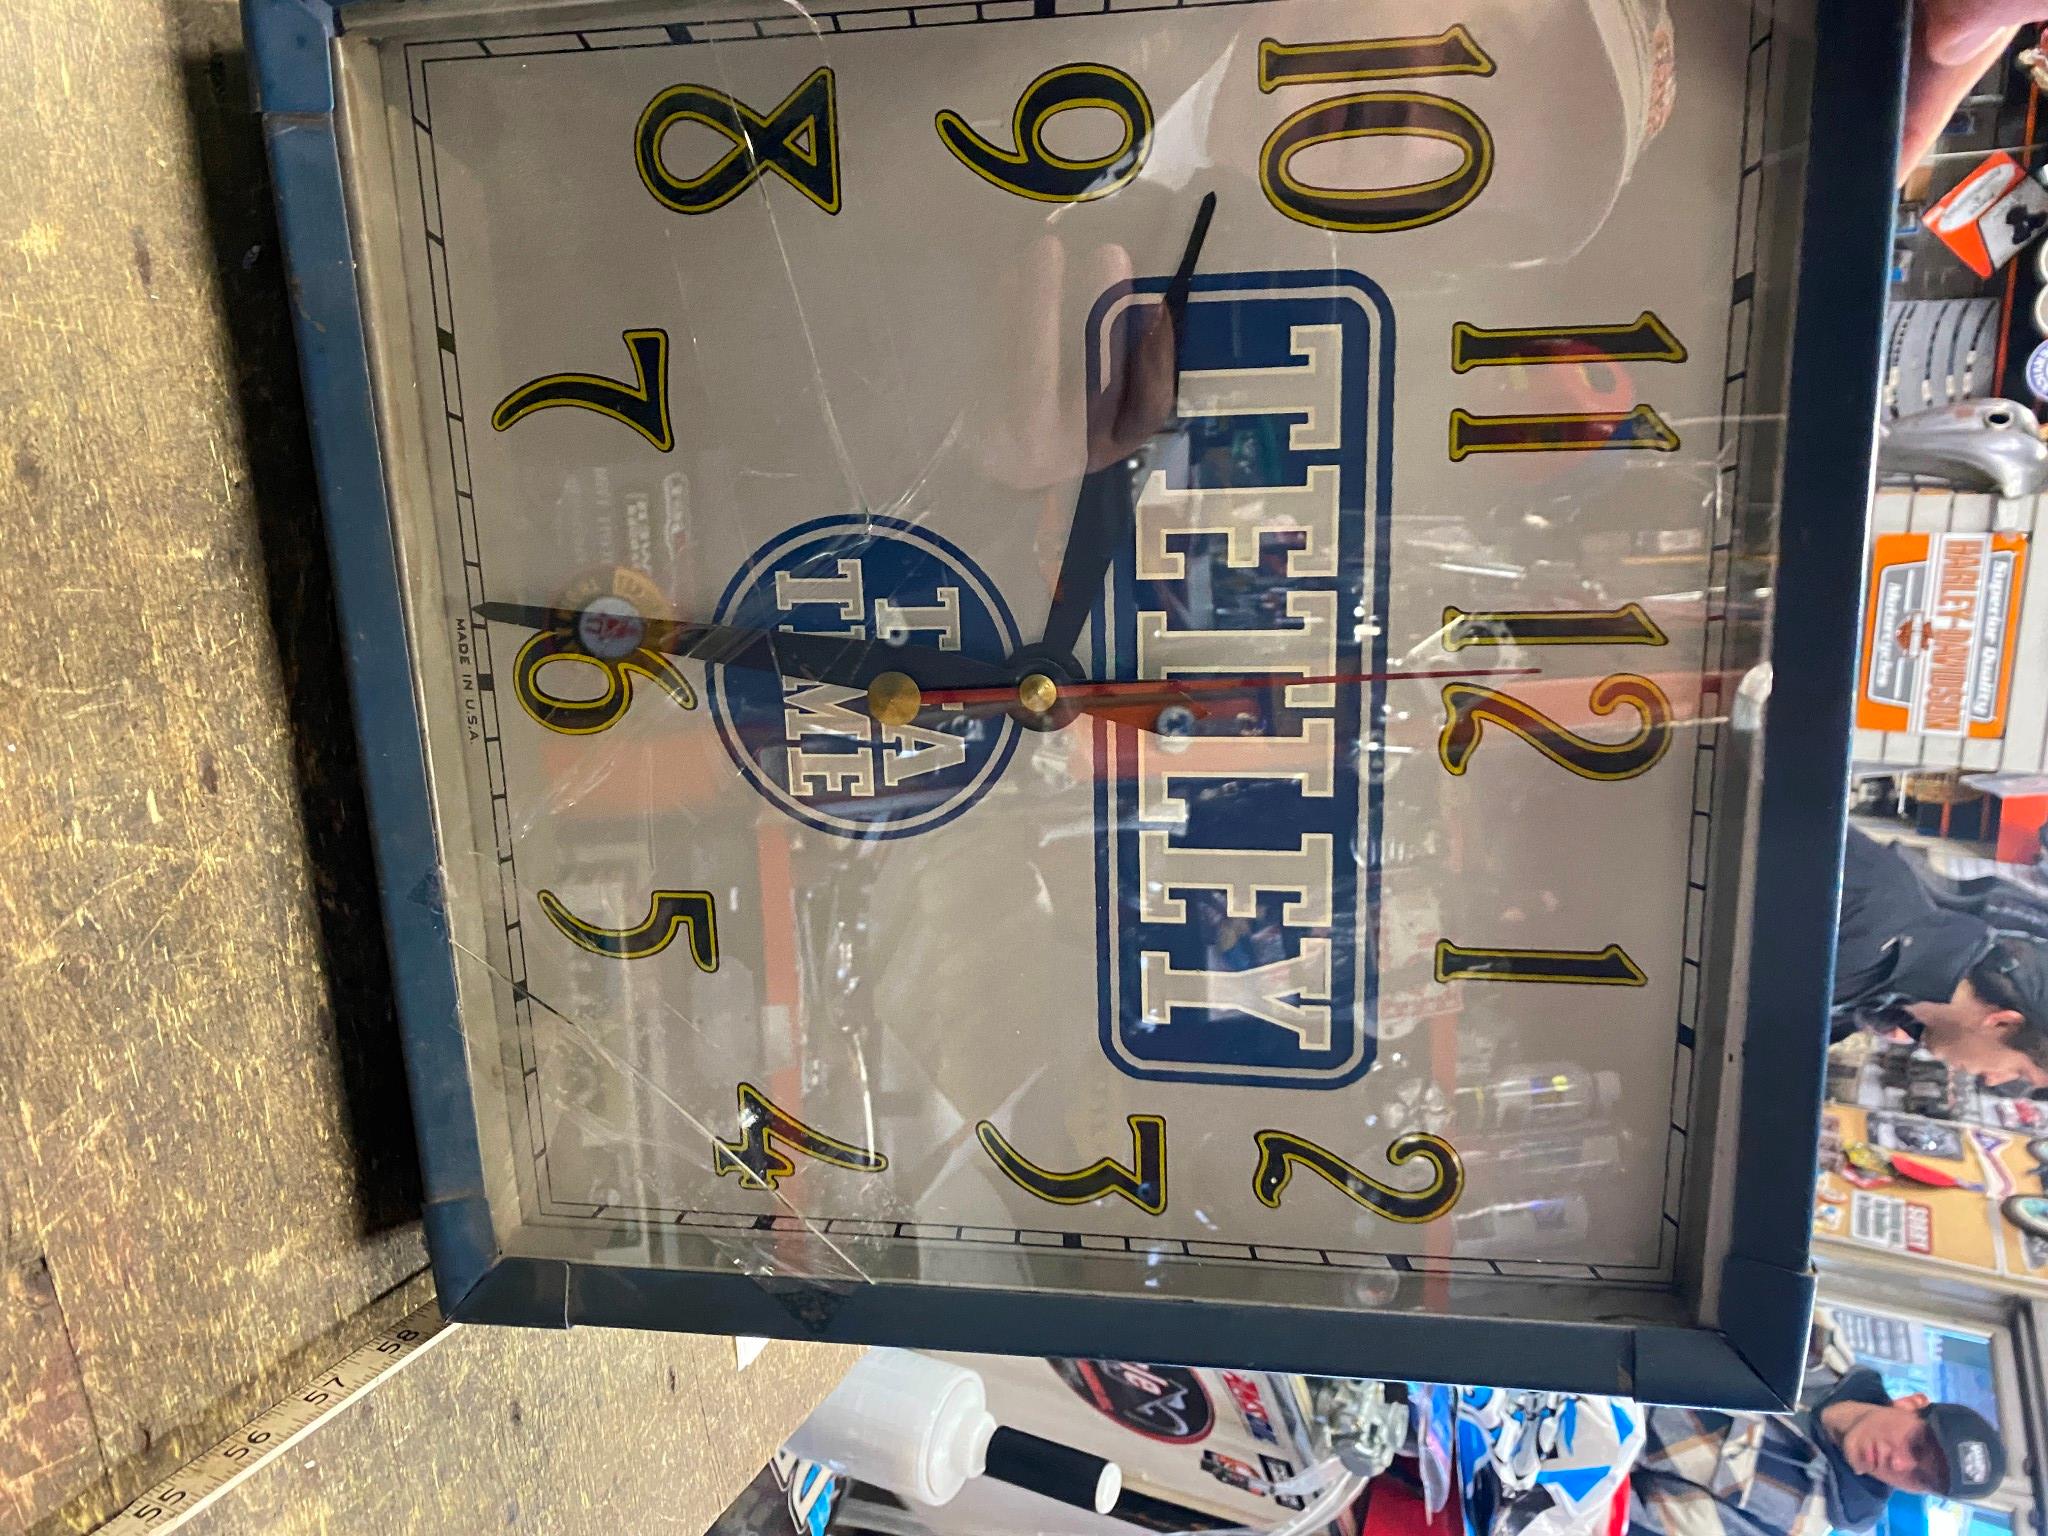 11 12 1
10 2
TETLEY
9 3
TEA
TIME
8 4
7 6 5
MADE IN U.S.A.
Superior Quality
HARLEY-DAVIDSON
Motorcycles
55 56 57 58